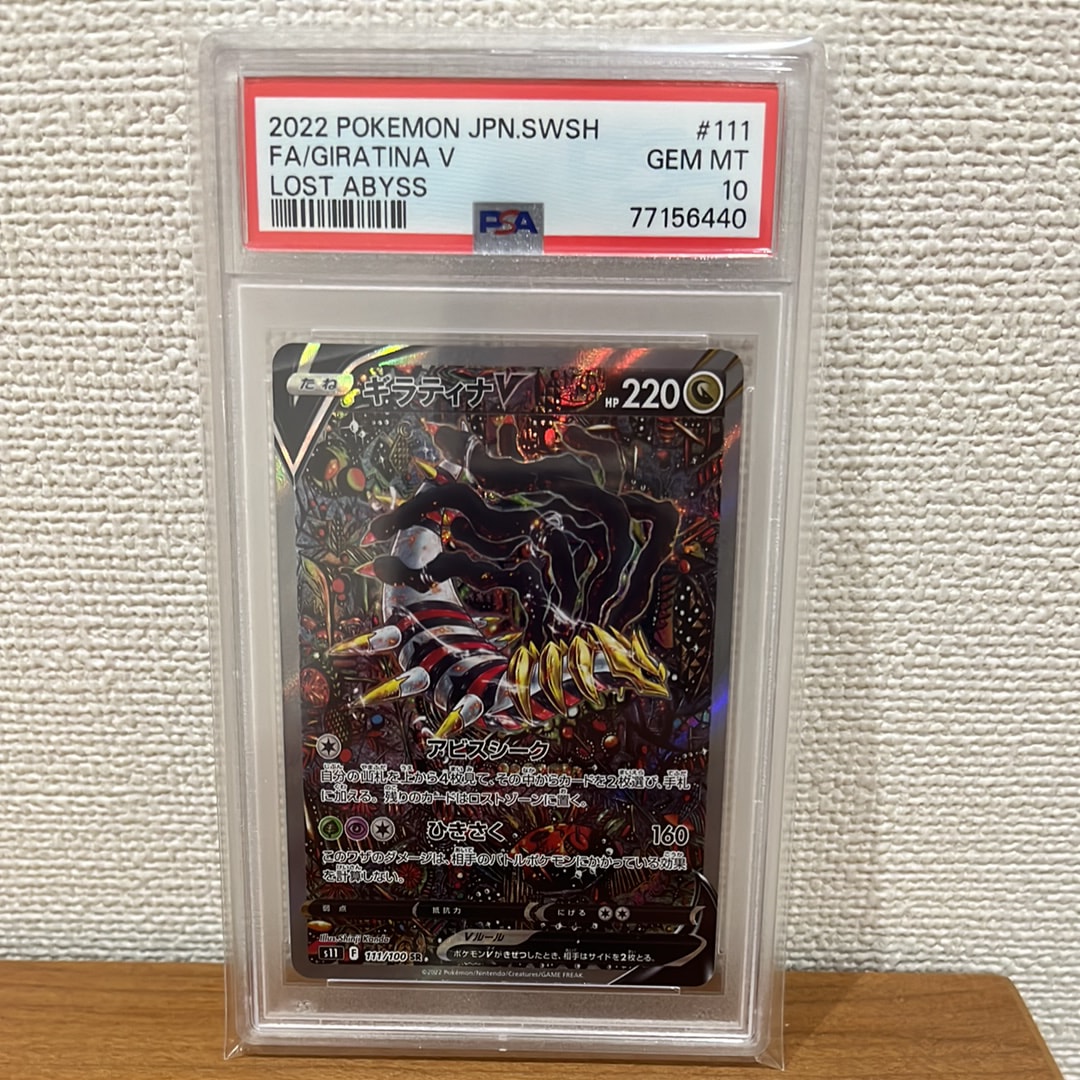 2022 POKEMON JPN.SWSH #111
FA/GIRATINA V GEM MT
LOST ABYSS 10
PSA 77156440
たね ギラティナV HP 220
アビスシーク
自分の山札を上から4枚見て、その中からカードを2枚選び、手札
に加える。残りのカードはロストゾーンに置く。
ひきさく 160
このワザのダメージは、相手のバトルポケモンにかかっている効果
を計算しない。
弱点 抵抗力 にげる
Illus.Shinji Kanda
Vルール
ポケモンVがきぜつしたとき、相手はサイドを2枚とる。
s11 F 111/100 SR
©2022 Pokémon/Nintendo/Creatures/GAME FREAK